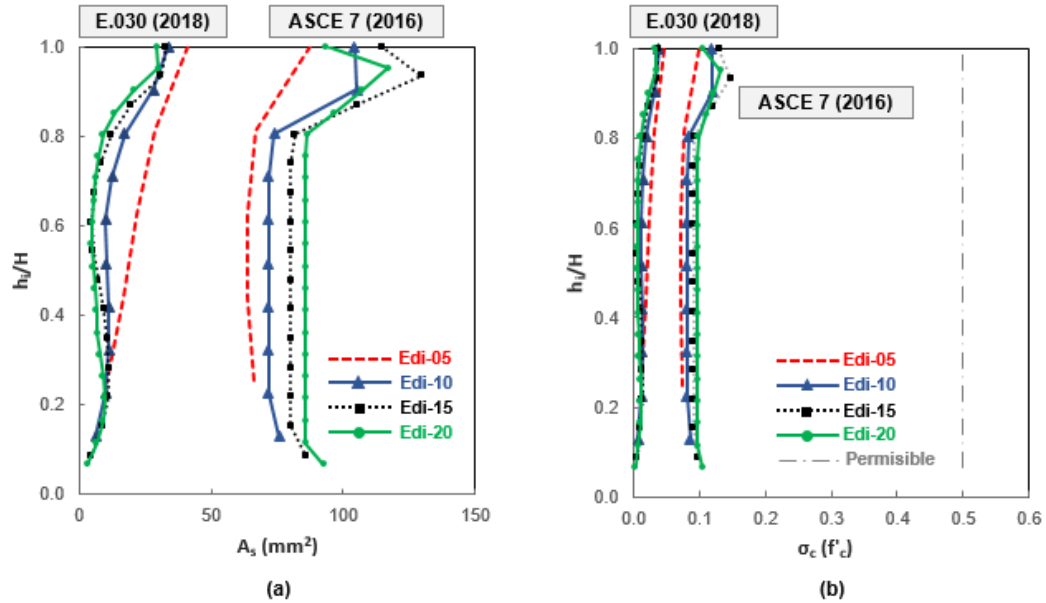 E.030 (2018) ASCE 7 (2016)
1.0
0.8
0.6
0.4
0.2
0.0
hᵢ/H
Edi-05
Edi-10
Edi-15
Edi-20
0 50 100 150
Aₛ (mm²)
(a)
E.030 (2018)
ASCE 7 (2016)
1.0
0.8
0.6
0.4
0.2
0.0
hᵢ/H
Edi-05
Edi-10
Edi-15
Edi-20
Permisible
0.0 0.1 0.2 0.3 0.4 0.5 0.6
σ_c (f'_c)
(b)